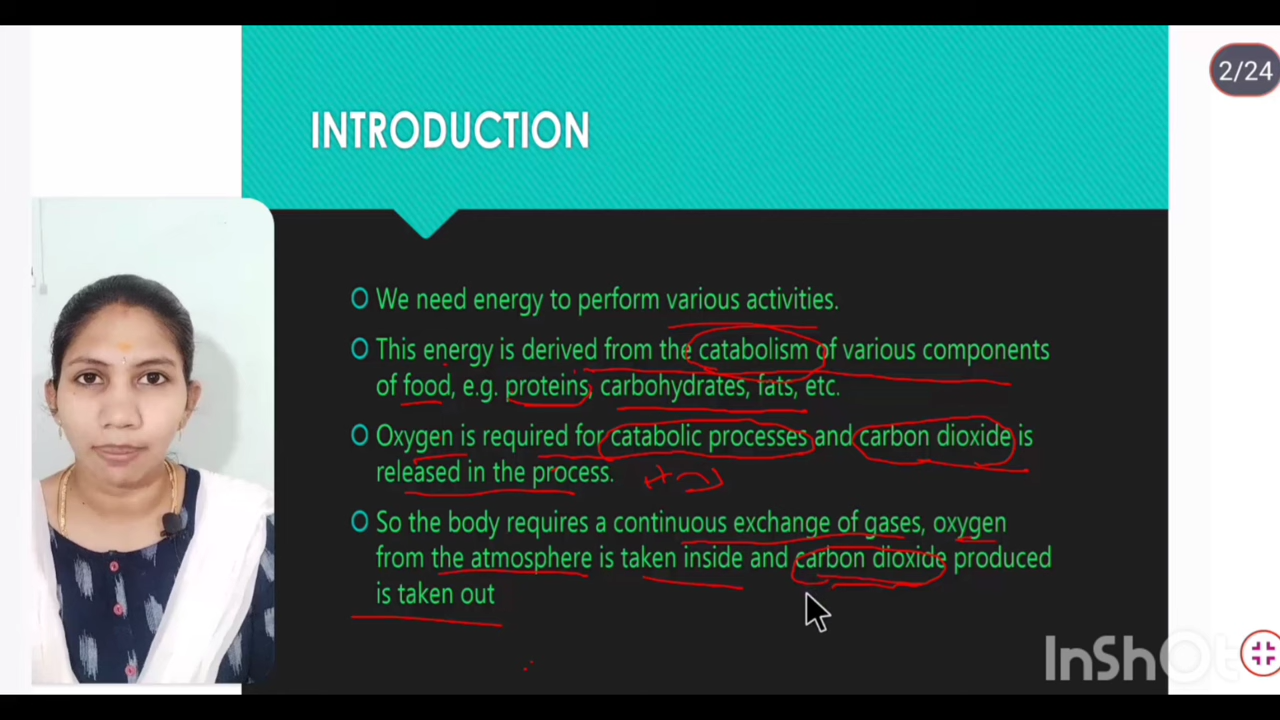 2/24
INTRODUCTION
We need energy to perform various activities.
This energy is derived from the catabolism of various components
of food, e.g. proteins, carbohydrates, fats, etc.
Oxygen is required for catabolic processes and carbon dioxide is
released in the process.
So the body requires a continuous exchange of gases, oxygen
from the atmosphere is taken inside and carbon dioxide produced
is taken out
InShOt